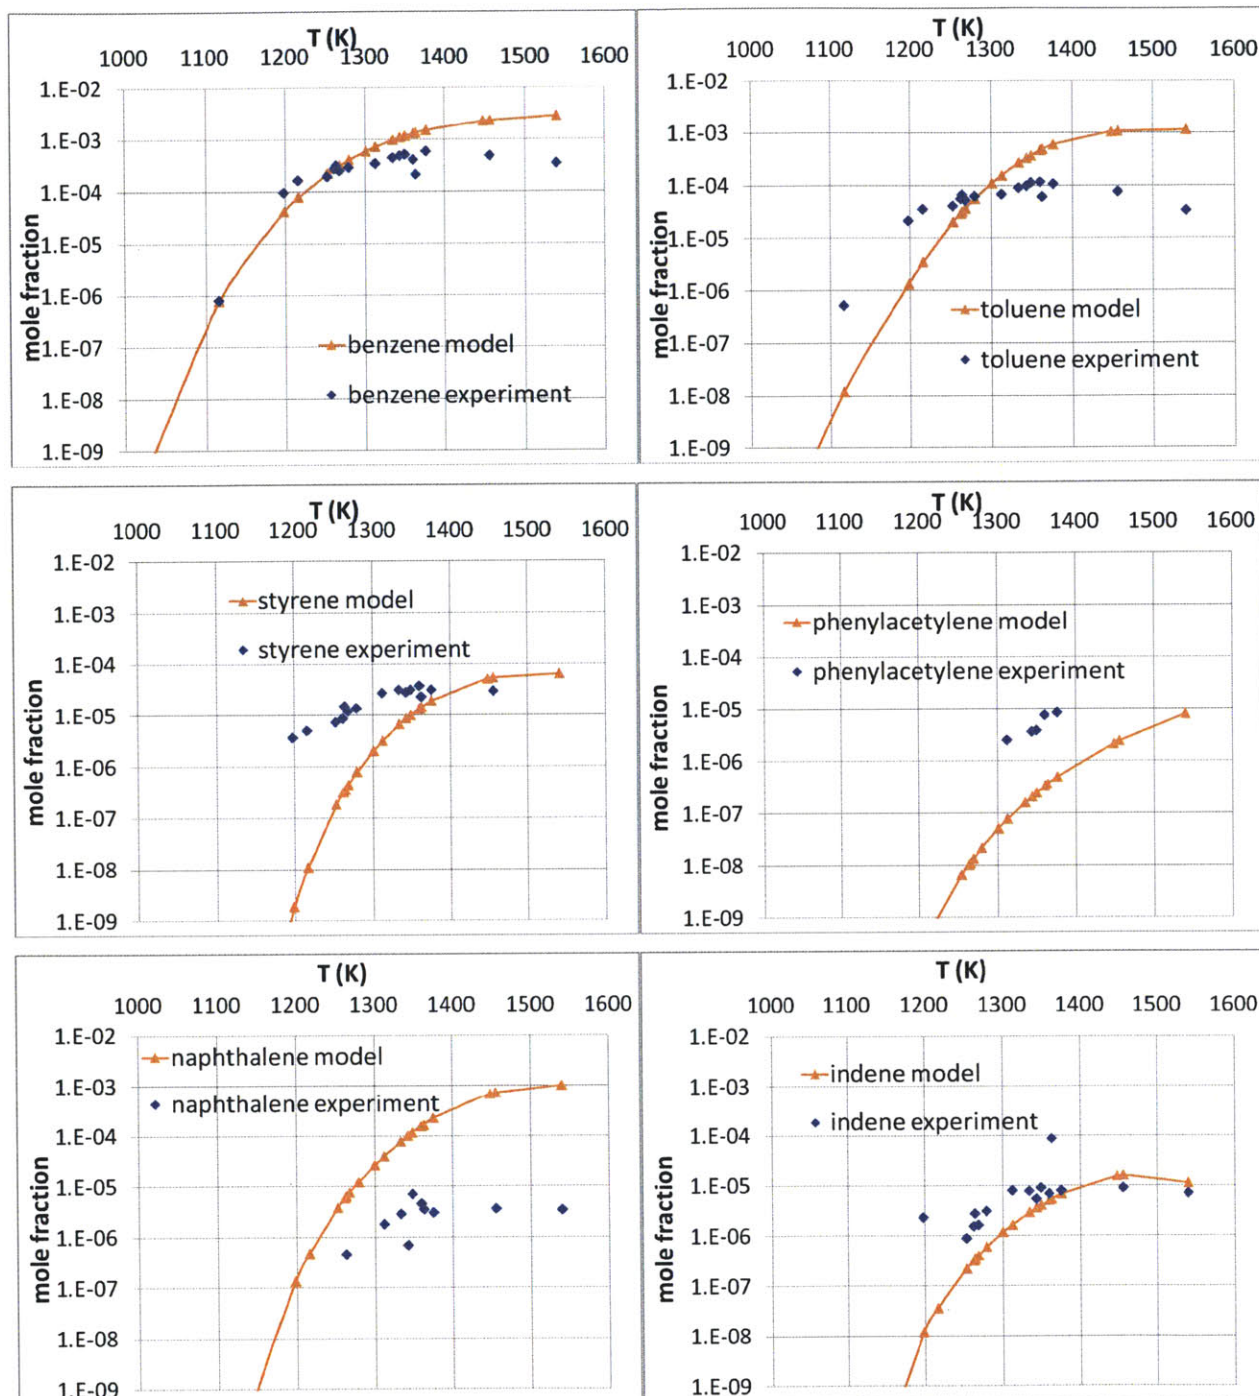 T (K)
1000 1100 1200 1300 1400 1500 1600
1.E-02
1.E-03
1.E-04
1.E-05
1.E-06
1.E-07
1.E-08
1.E-09
mole fraction
benzene model
benzene experiment
T (K)
1000 1100 1200 1300 1400 1500 1600
1.E-02
1.E-03
1.E-04
1.E-05
1.E-06
1.E-07
1.E-08
1.E-09
mole fraction
toluene model
toluene experiment
T (K)
1000 1100 1200 1300 1400 1500 1600
1.E-02
1.E-03
1.E-04
1.E-05
1.E-06
1.E-07
1.E-08
1.E-09
mole fraction
styrene model
styrene experiment
T (K)
1000 1100 1200 1300 1400 1500 1600
1.E-02
1.E-03
1.E-04
1.E-05
1.E-06
1.E-07
1.E-08
1.E-09
mole fraction
phenylacetylene model
phenylacetylene experiment
T (K)
1000 1100 1200 1300 1400 1500 1600
1.E-02
1.E-03
1.E-04
1.E-05
1.E-06
1.E-07
1.E-08
1.E-09
mole fraction
naphthalene model
naphthalene experiment
T (K)
1000 1100 1200 1300 1400 1500 1600
1.E-02
1.E-03
1.E-04
1.E-05
1.E-06
1.E-07
1.E-08
1.E-09
mole fraction
indene model
indene experiment